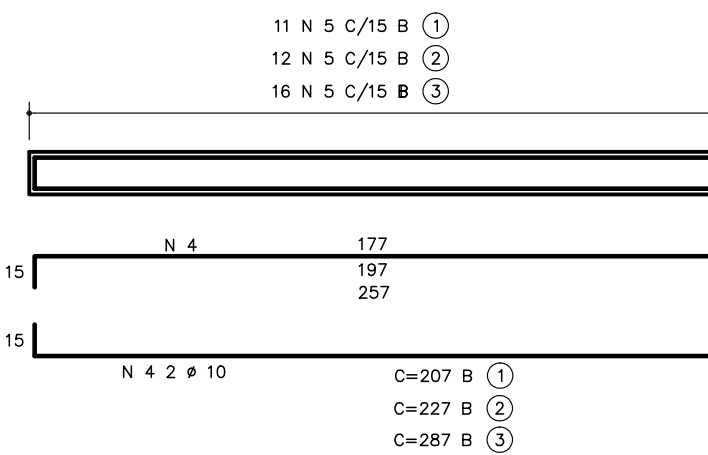 11 N 5 C/15 B 1
12 N 5 C/15 B 2
16 N 5 C/15 B 3
N 4 177
15 197
257
15
N 4 2 ø 10
C=207 B 1
C=227 B 2
C=287 B 3